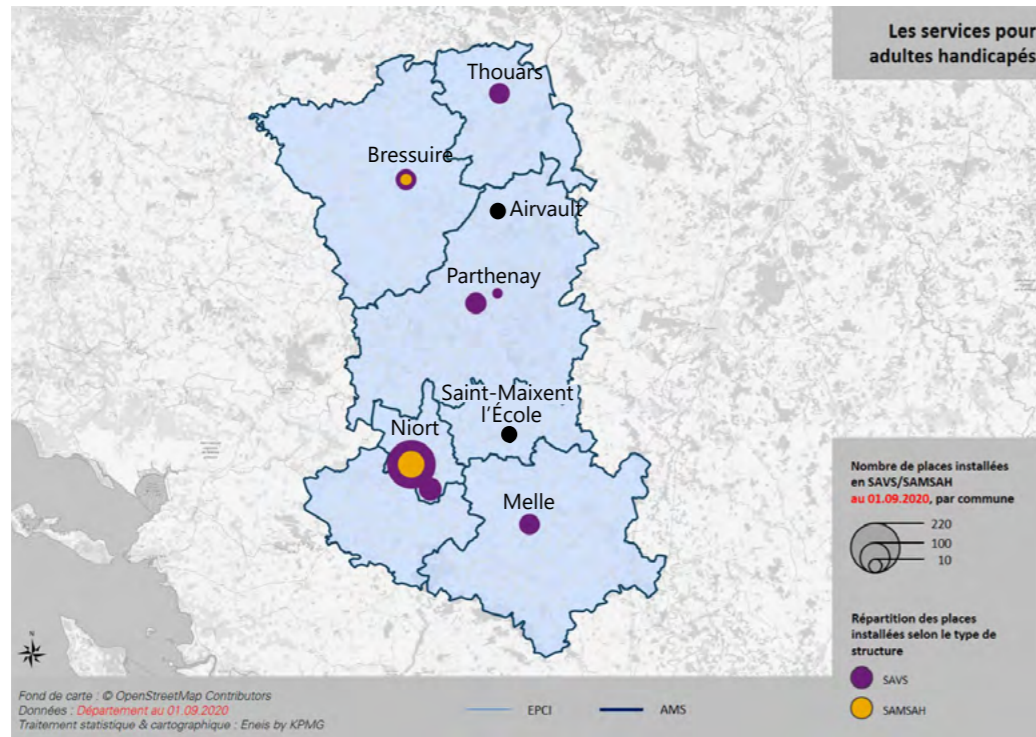 Les services pour
adultes handicapés
Thouars
Bressuire
Airvault
Parthenay
Saint-Maixent
l'École
Niort
Melle
Nombre de places installées
en SAVS/SAMSAH
au 01.09.2020, par commune
220
100
10
Répartition des places
installées selon le type de
structure
SAVS
SAMSAH
N
Fond de carte : © OpenStreetMap Contributors
Données : Département au 01.09.2020
Traitement statistique & cartographique : Eneis by KPMG
EPCI
AMS